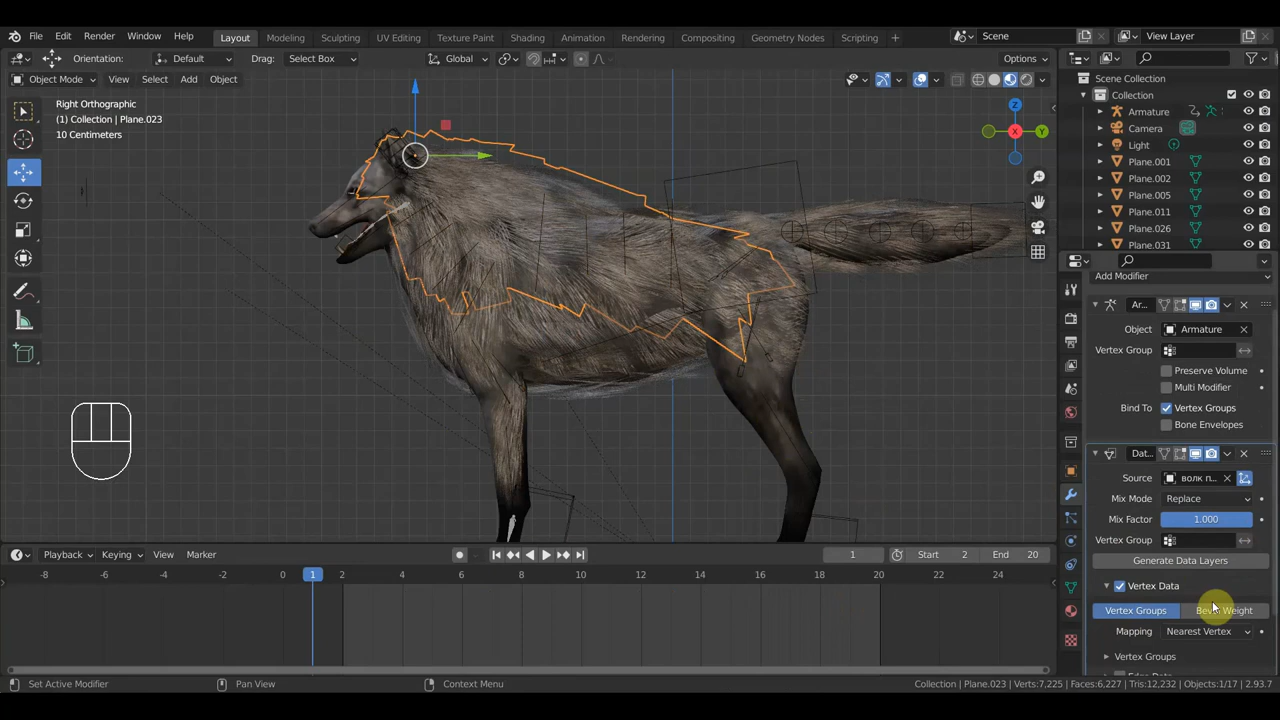 File Edit Render Window Help Layout Modeling Sculpting UV Editing Texture Paint Shading Animation Rendering Compositing Geometry Nodes Scripting + Scene View Layer
Orientation: Default Drag: Select Box Global Options
Object Mode View Select Add Object
Right Orthographic
(1) Collection | Plane.023
10 Centimeters
Z
Y
X
Scene Collection
Collection
Armature
Camera
Light
Plane.001
Plane.002
Plane.005
Plane.011
Plane.026
Plane.031
Add Modifier
Ar...
Object Armature
Vertex Group
Preserve Volume
Multi Modifier
Bind To Vertex Groups
Bone Envelopes
Dat...
Source волк п...
Mix Mode Replace
Mix Factor 1.000
Vertex Group
Generate Data Layers
Vertex Data
Vertex Groups Bevel Weight
Mapping Nearest Vertex
Vertex Groups
Playback Keying View Marker 1 Start 2 End 20
-8 -6 -4 -2 0 1 2 4 6 8 10 12 14 16 18 20 22 24
Set Active Modifier Pan View Context Menu Collection | Plane.023 | Verts:7,225 | Faces:6,227 | Tris:12,232 | Objects:1/17 | 2.93.7